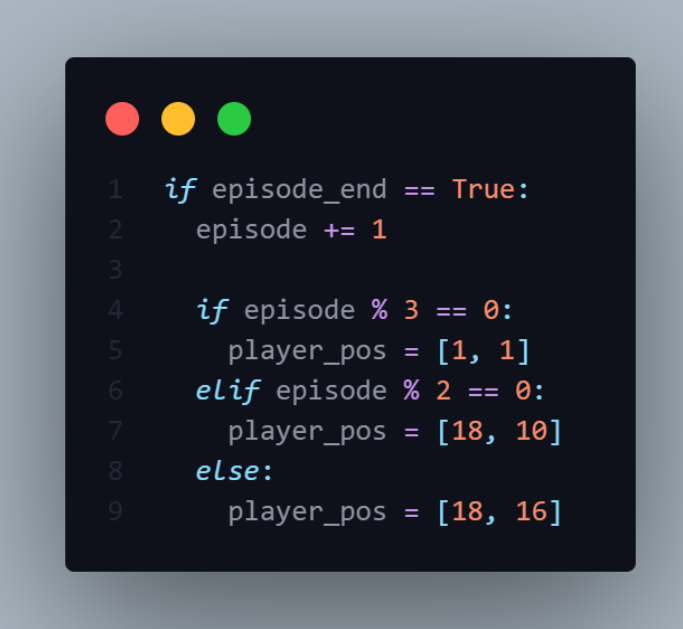 1 if episode_end == True:
2   episode += 1
3
4   if episode % 3 == 0:
5     player_pos = [1, 1]
6   elif episode % 2 == 0:
7     player_pos = [18, 10]
8   else:
9     player_pos = [18, 16]